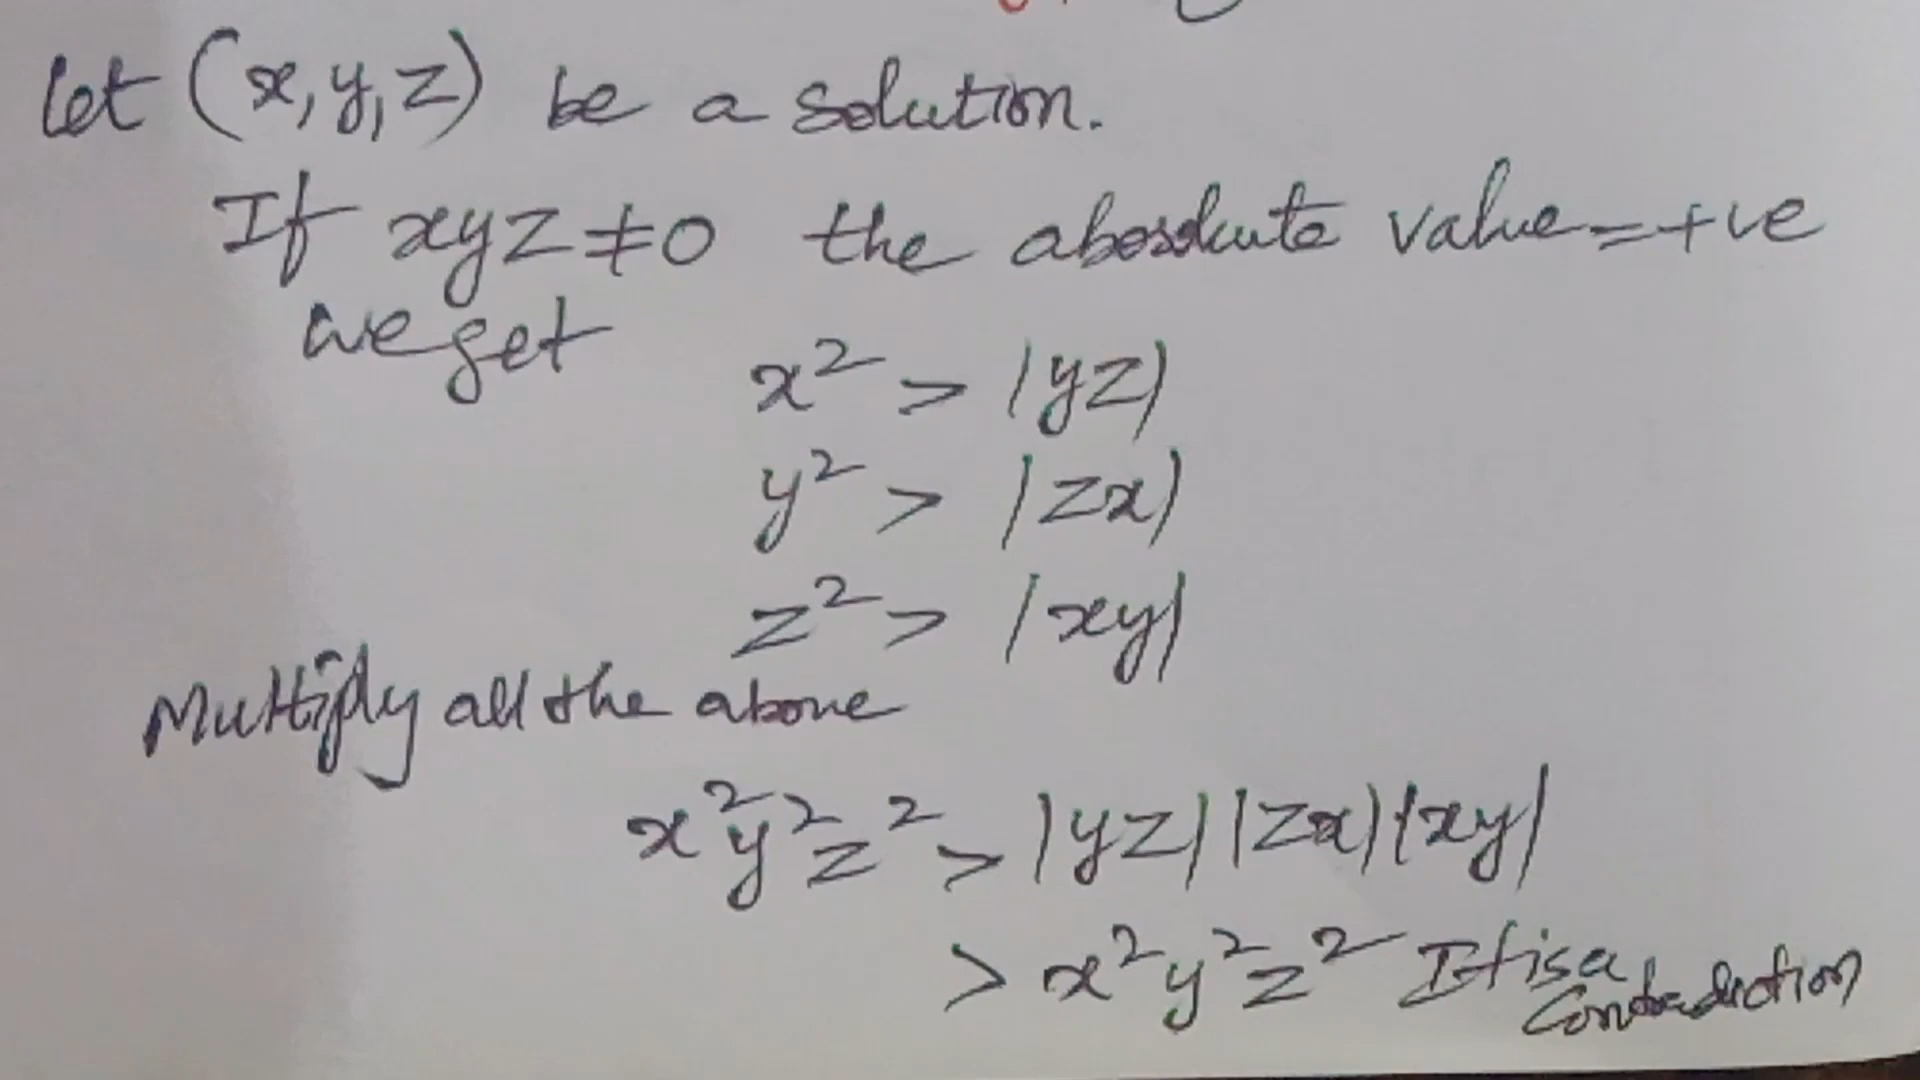 Let (x, y, z) be a solution.
If xyz ≠ 0 the absolute value = +ve
we get
x² > |yz|
y² > |zx|
z² > |xy|
Multiply all the above
x²y²z² > |yz| |zx| |xy|
> x²y²z² It is a
contradiction